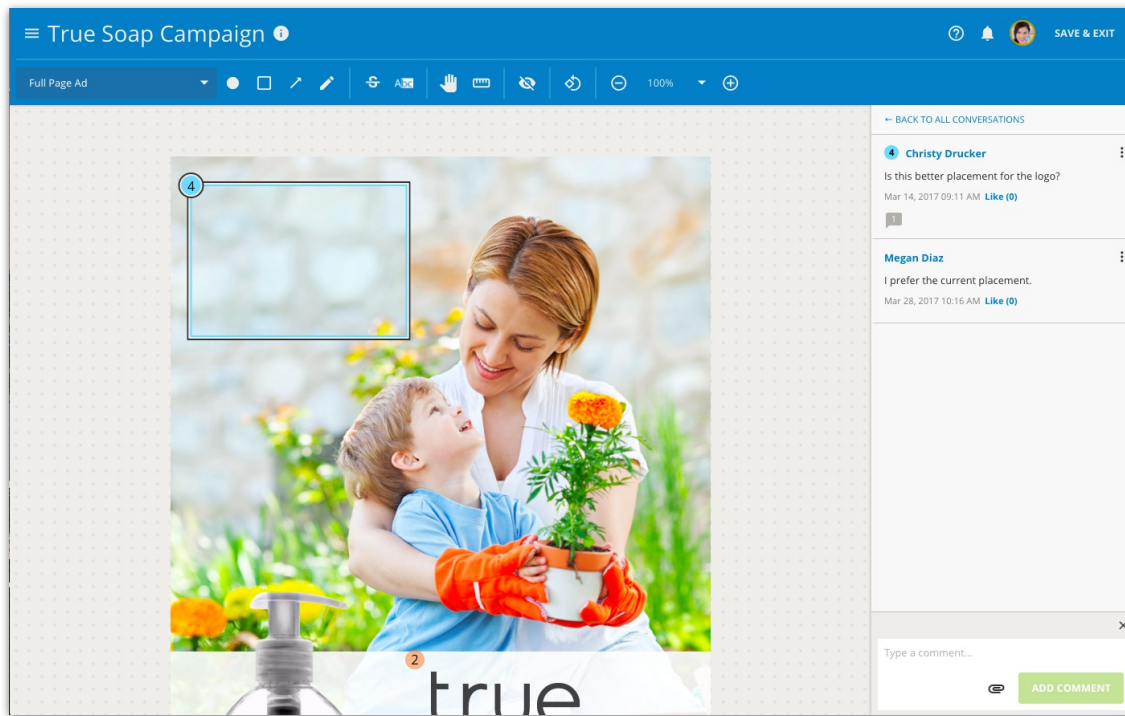 True Soap Campaign i
? SAVE & EXIT
Full Page Ad
S ABC 100%
← BACK TO ALL CONVERSATIONS
4 Christy Drucker
Is this better placement for the logo?
Mar 14, 2017 09:11 AM Like (0)
1
Megan Diaz
I prefer the current placement.
Mar 28, 2017 10:16 AM Like (0)
4
2
true
Type a comment...
ADD COMMENT